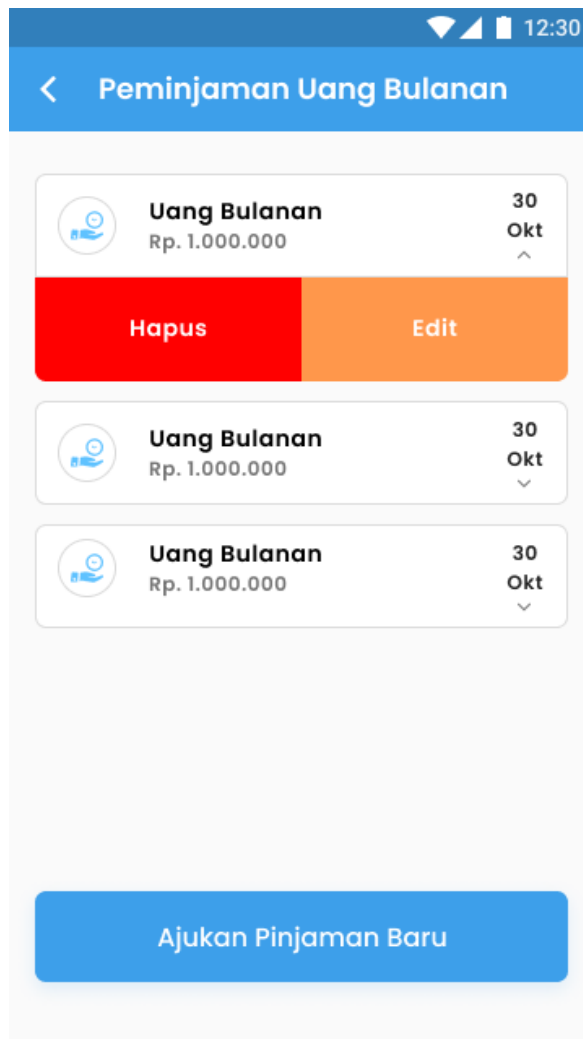 12:30
Peminjaman Uang Bulanan
Uang Bulanan
Rp. 1.000.000
30
Okt
Hapus
Edit
Uang Bulanan
Rp. 1.000.000
30
Okt
Uang Bulanan
Rp. 1.000.000
30
Okt
Ajukan Pinjaman Baru